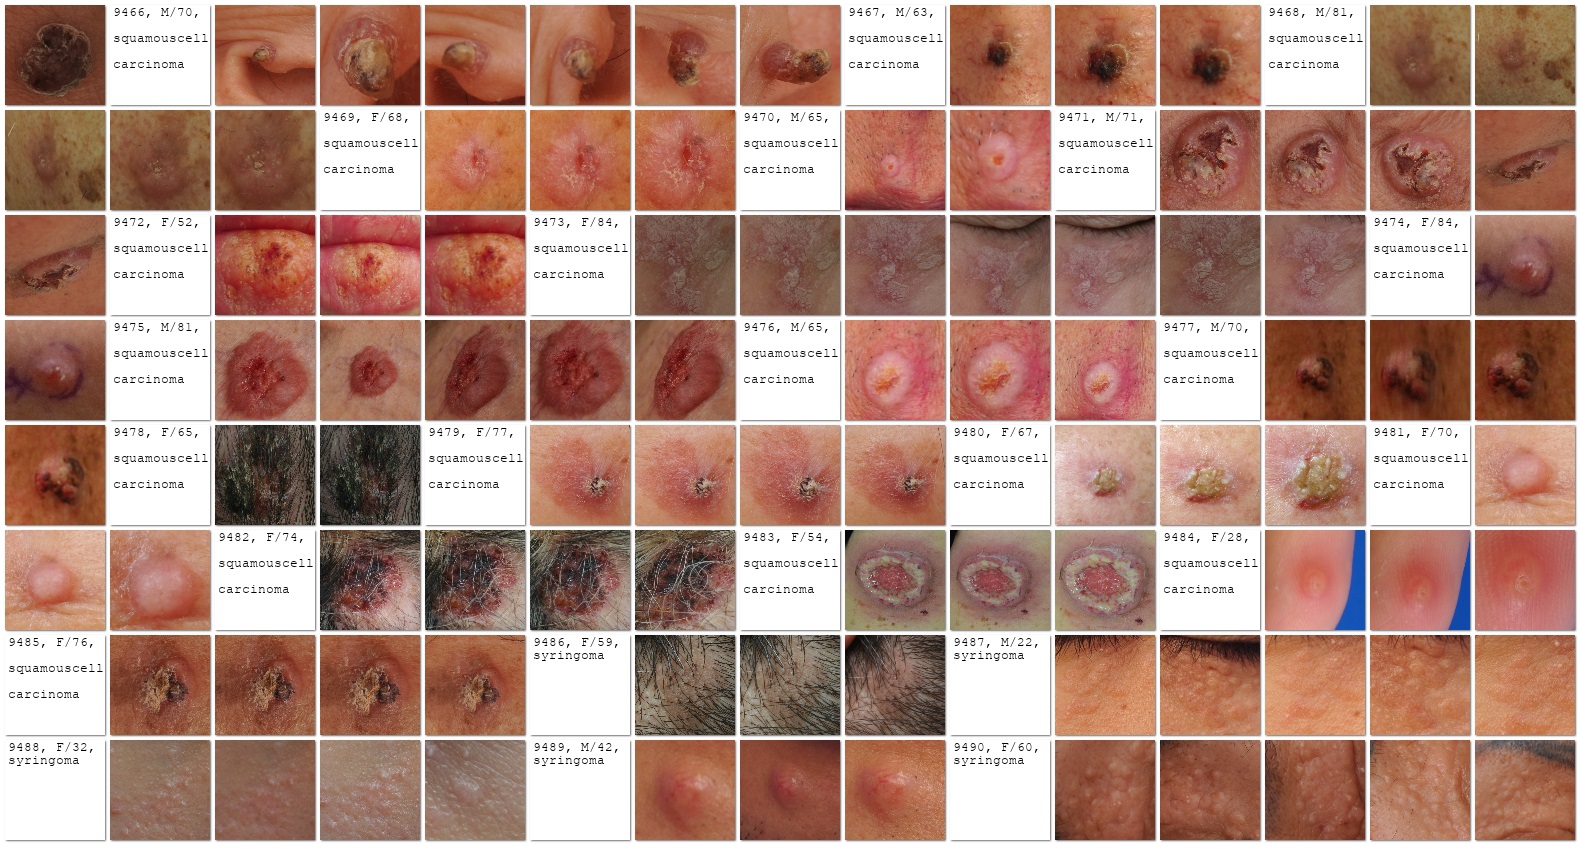 9466, M/70,
squamouscell
carcinoma
9467, M/63,
squamouscell
carcinoma
9468, M/81,
squamouscell
carcinoma
9469, F/68,
squamouscell
carcinoma
9470, M/65,
squamouscell
carcinoma
9471, M/71,
squamouscell
carcinoma
9472, F/52,
squamouscell
carcinoma
9473, F/84,
squamouscell
carcinoma
9474, F/84,
squamouscell
carcinoma
9475, M/81,
squamouscell
carcinoma
9476, M/65,
squamouscell
carcinoma
9477, M/70,
squamouscell
carcinoma
9478, F/65,
squamouscell
carcinoma
9479, F/77,
squamouscell
carcinoma
9480, F/67,
squamouscell
carcinoma
9481, F/70,
squamouscell
carcinoma
9482, F/74,
squamouscell
carcinoma
9483, F/54,
squamouscell
carcinoma
9484, F/28,
squamouscell
carcinoma
9485, F/76,
squamouscell
carcinoma
9486, F/59,
syringoma
9487, M/22,
syringoma
9488, F/32,
syringoma
9489, M/42,
syringoma
9490, F/60,
syringoma